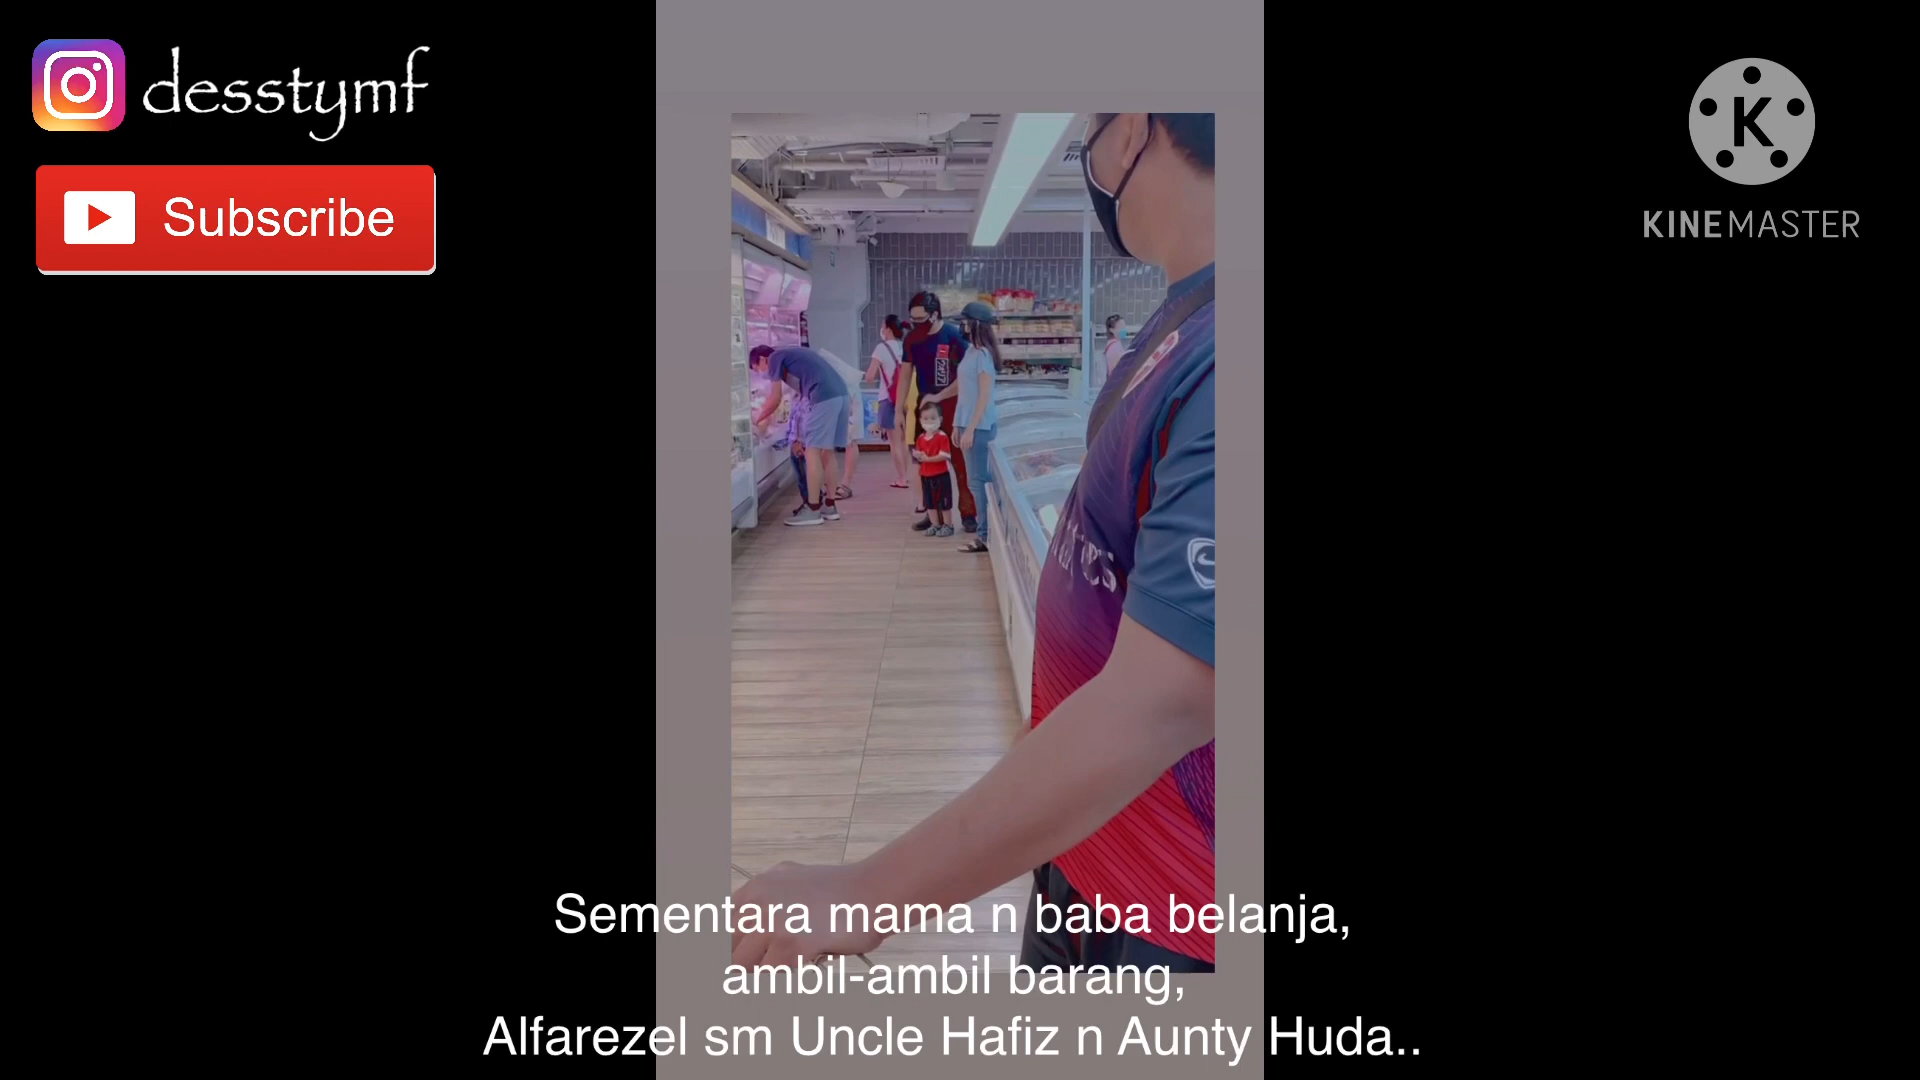 desstymf
Subscribe
K
KINEMASTER
Sementara mama n baba belanja,
ambil-ambil barang,
Alfarezel sm Uncle Hafiz n Aunty Huda..